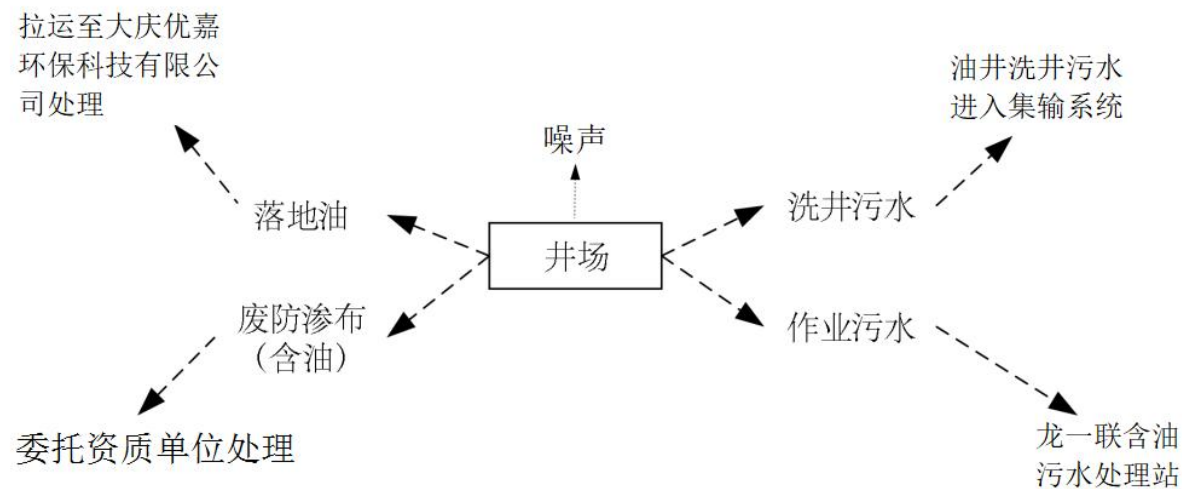 拉运至大庆优嘉
环保科技有限公
司处理
油井洗井污水
进入集输系统
噪声
落地油
洗井污水
井场
废防渗布
（含油）
作业污水
委托资质单位处理
龙一联含油
污水处理站